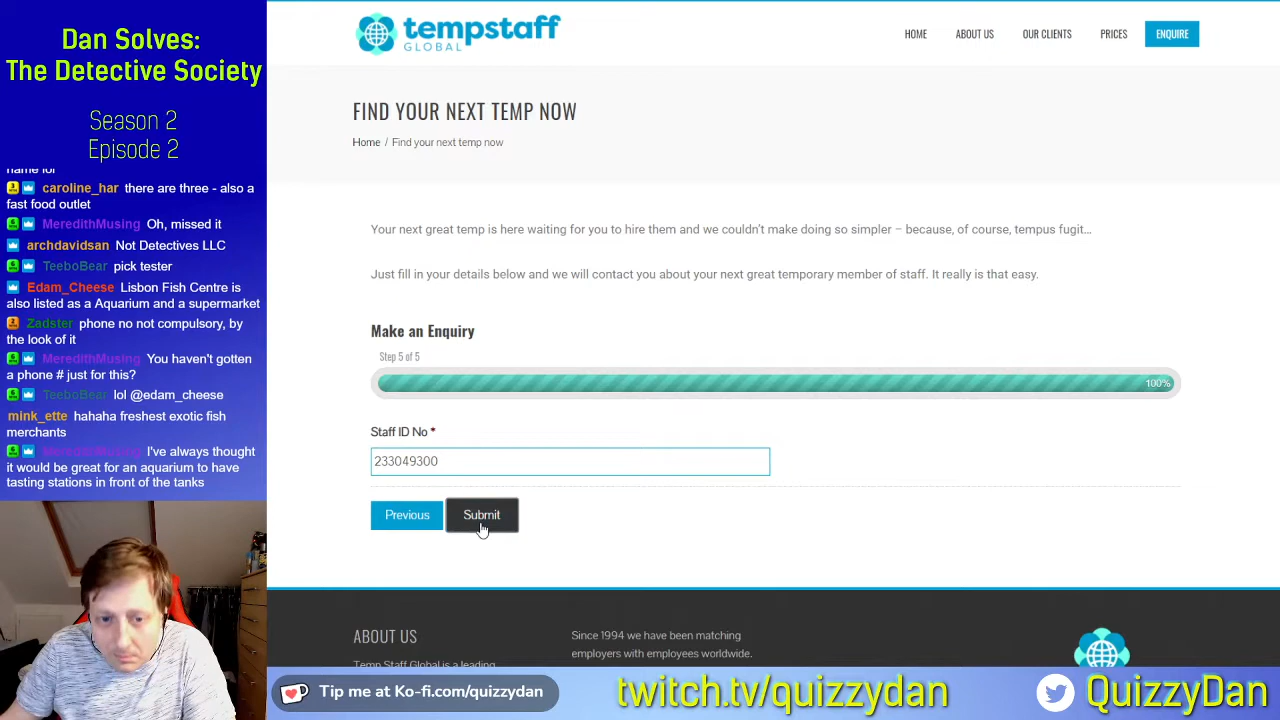 Dan Solves:
The Detective Society
Season 2
Episode 2
name lol
caroline_har there are three - also a
fast food outlet
MeredithMusing Oh, missed it
archdavidsan Not Detectives LLC
TeeboBear pick tester
Edam_Cheese Lisbon Fish Centre is
also listed as a Aquarium and a supermarket
Zadster phone no not compulsory, by
the look of it
MeredithMusing You haven't gotten
a phone # just for this?
TeeboBear lol @edam_cheese
mink_ette hahaha freshest exotic fish
merchants
MeredithMusing I've always thought
it would be great for an aquarium to have
tasting stations in front of the tanks
tempstaff
GLOBAL
HOME ABOUT US OUR CLIENTS PRICES ENQUIRE
FIND YOUR NEXT TEMP NOW
Home / Find your next temp now
Your next great temp is here waiting for you to hire them and we couldn't make doing so simpler – because, of course, tempus fugit...
Just fill in your details below and we will contact you about your next great temporary member of staff. It really is that easy.
Make an Enquiry
Step 5 of 5
100%
Staff ID No *
233049300
Previous Submit
ABOUT US
Temp Staff Global is a leading
Since 1994 we have been matching
employers with employees worldwide.
Tip me at Ko-fi.com/quizzydan
twitch.tv/quizzydan
QuizzyDan